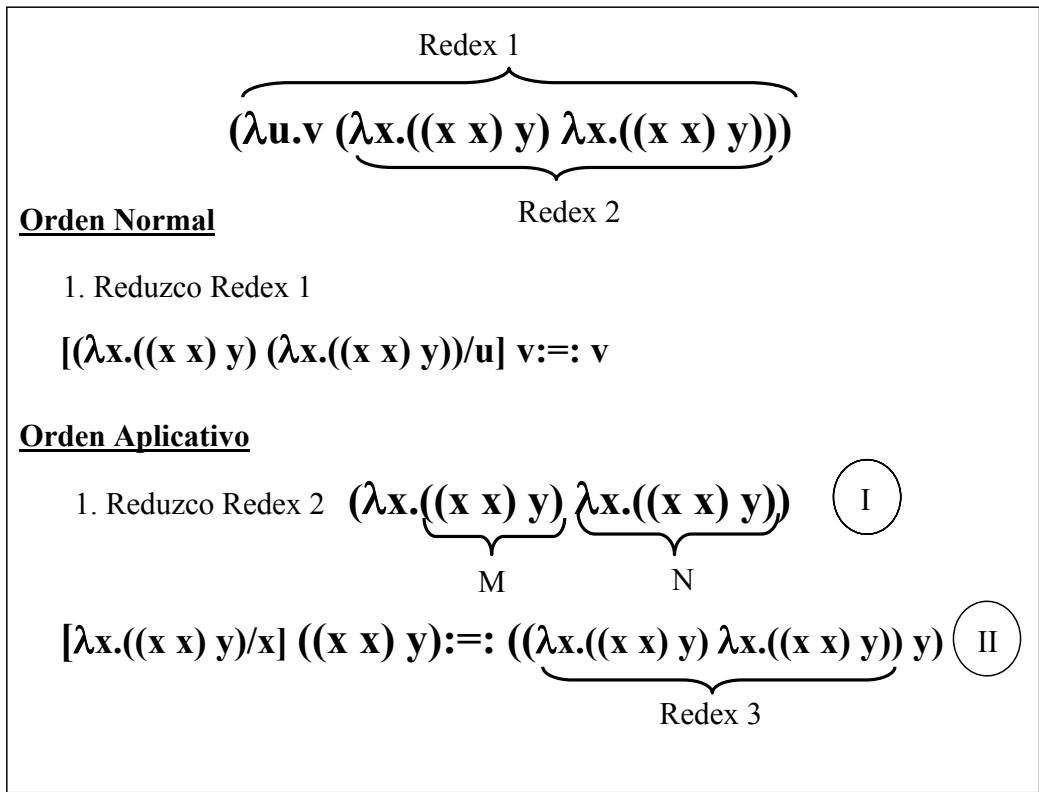 Redex 1
(λu.v (λx.((x x) y) λx.((x x) y)))
Redex 2
Orden Normal
1. Reduzco Redex 1
[(λx.((x x) y) (λx.((x x) y))/u] v:=: v
Orden Aplicativo
1. Reduzco Redex 2 (λx.((x x) y) λx.((x x) y)) I
M N
[λx.((x x) y)/x] ((x x) y):=: ((λx.((x x) y) λx.((x x) y)) y) II
Redex 3